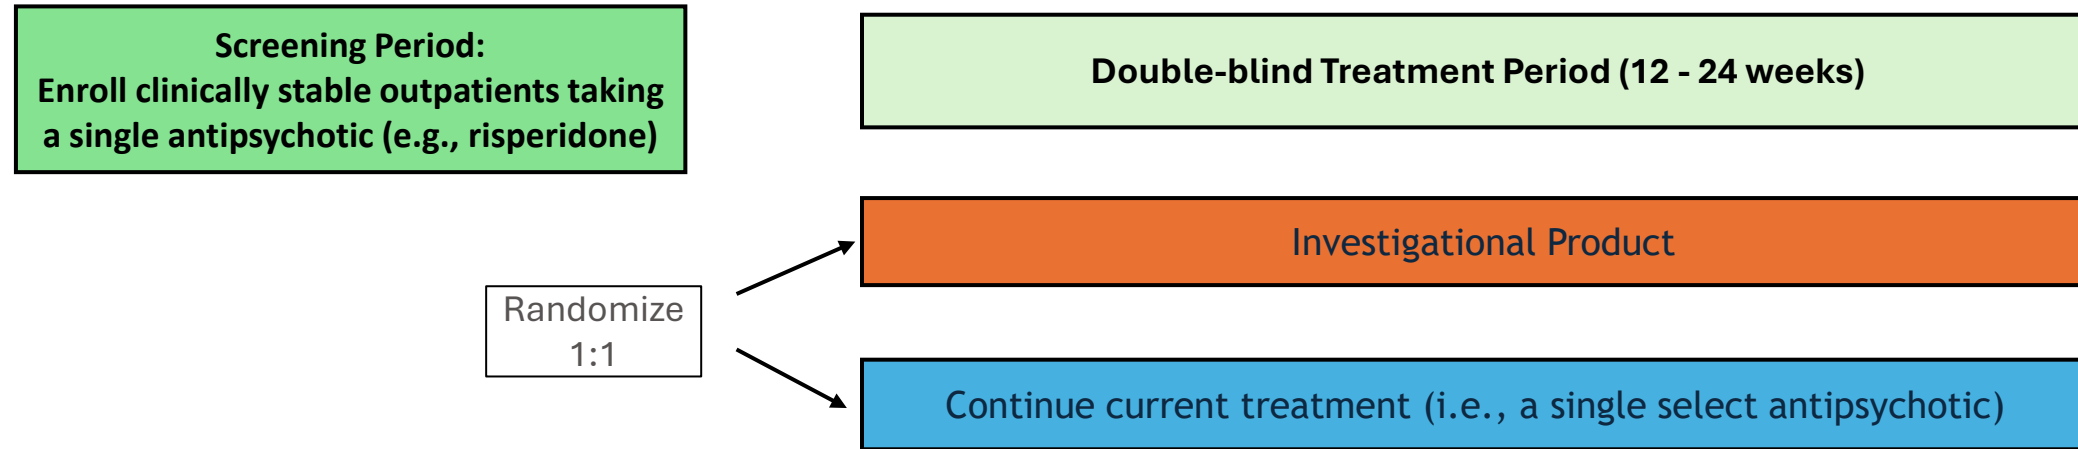 Screening Period:
Enroll clinically stable outpatients taking
a single antipsychotic (e.g., risperidone)
Double-blind Treatment Period (12 - 24 weeks)
Investigational Product
Randomize
1:1
Continue current treatment (i.e., a single select antipsychotic)